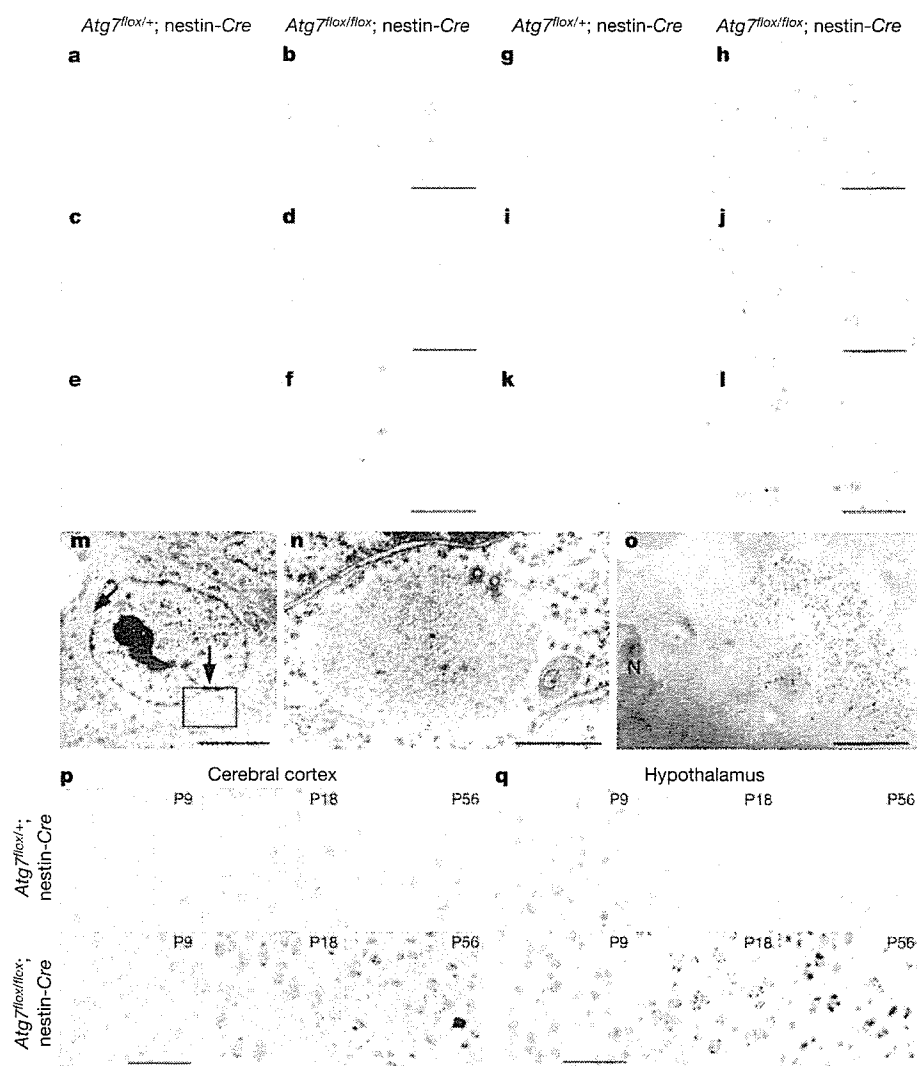 Atg7flox/+; nestin-Cre Atg7flox/flox; nestin-Cre Atg7flox/+; nestin-Cre Atg7flox/flox; nestin-Cre
a b g h
c d i j
e f k l
m n o
N
p Cerebral cortex q Hypothalamus
Atg7flox/+; nestin-Cre
P9 P18 P56 P9 P18 P56
Atg7flox/flox; nestin-Cre
P9 P18 P56 P9 P18 P56